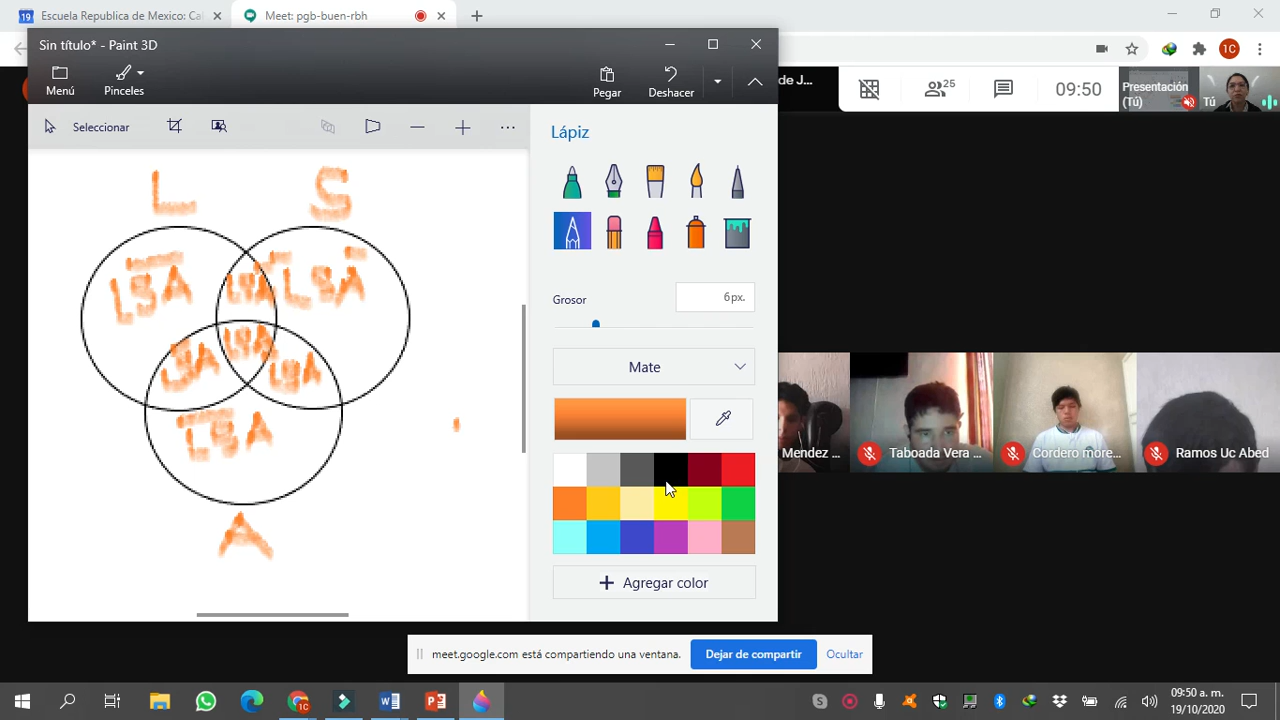 Escuela Republica de Mexico: Cal
Meet: pgb-buen-rbh
Sin título* - Paint 3D
Menú
Pinceles
Pegar
Deshacer
de J...
25
09:50
Presentación
(Tú)
Tú
Seleccionar
Lápiz
Grosor
6px.
Mate
Agregar color
L
S
LSA
LSA
LSA
LSA
LSA
LSA
LSA
A
Mendez ...
Taboada Vera ...
Cordero more...
Ramos Uc Abed
meet.google.com está compartiendo una ventana.
Dejar de compartir
Ocultar
09:50 a. m.
19/10/2020